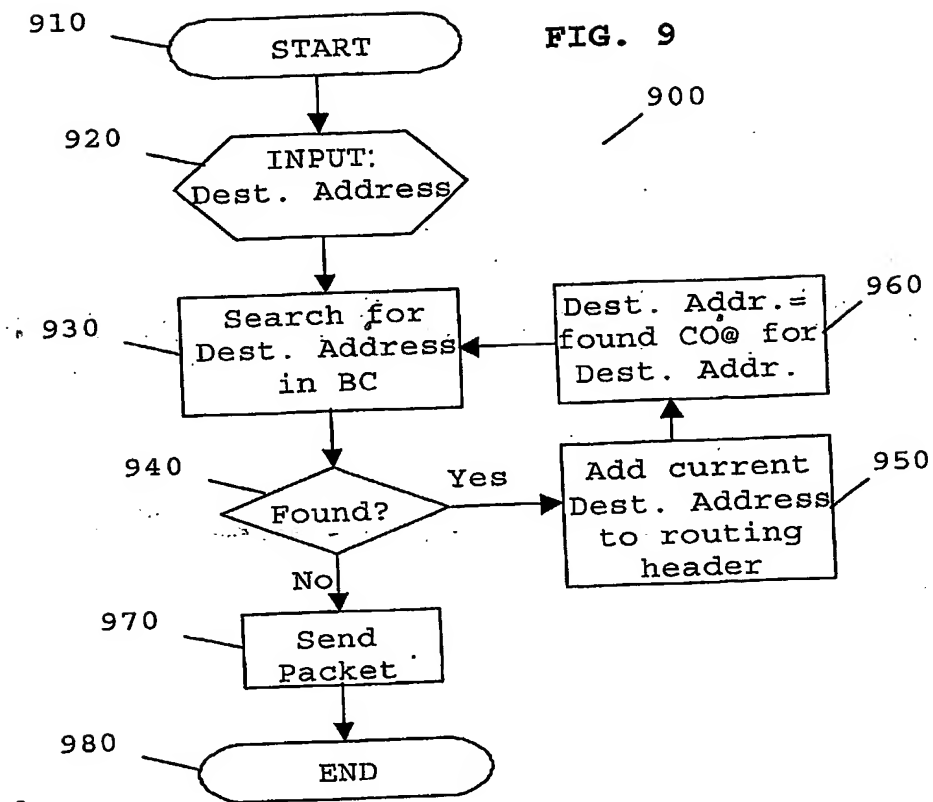 910
START
FIG. 9
900
920
INPUT:
Dest. Address
930
Search for
Dest. Address
in BC
Dest. Addr.=
found CO@ for
Dest. Addr.
960
940
Found?
Yes
Add current
Dest. Address
to routing
header
950
No
970
Send
Packet
980
END